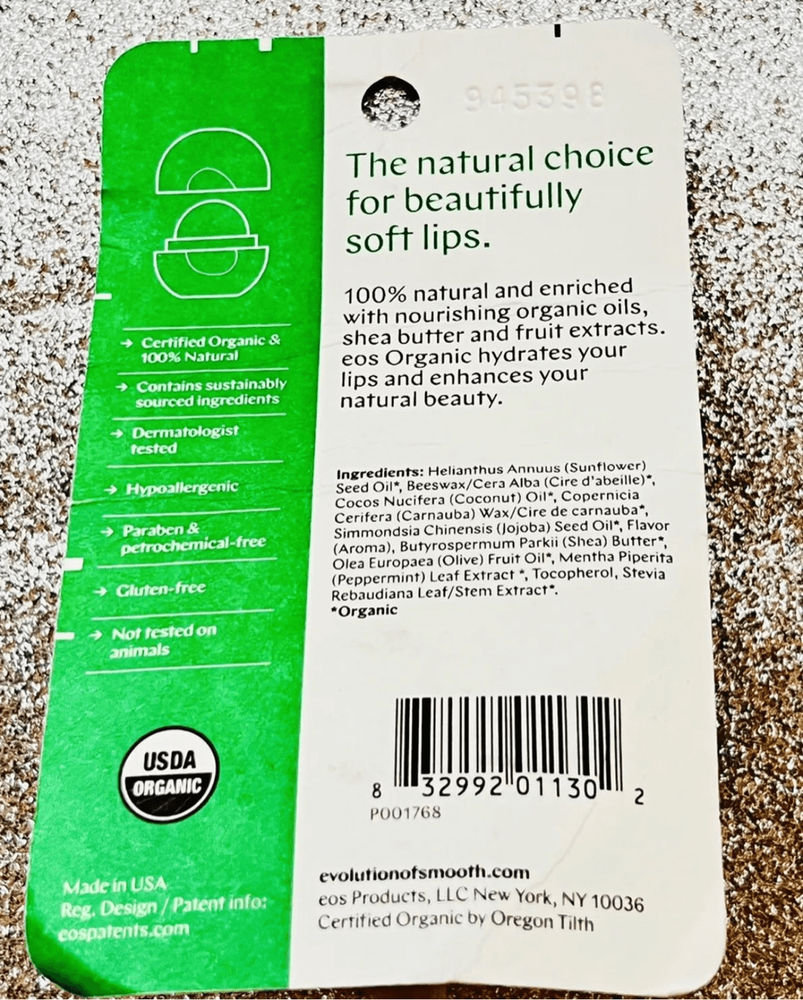 945398
The natural choice
for beautifully
soft lips.
100% natural and enriched
with nourishing organic oils,
shea butter and fruit extracts.
eos Organic hydrates your
lips and enhances your
natural beauty.
→ Certified Organic &
100% Natural
→ Contains sustainably
sourced ingredients
→ Dermatologist
tested
→ Hypoallergenic
→ Paraben &
petrochemical-free
→ Gluten-free
→ Not tested on
animals
Ingredients: Helianthus Annuus (Sunflower)
Seed Oil*, Beeswax/Cera Alba (Cire d'abeille)*,
Cocos Nucifera (Coconut) Oil*, Copernicia
Cerifera (Carnauba) Wax/Cire de carnauba*,
Simmondsia Chinensis (Jojoba) Seed Oil*, Flavor
(Aroma), Butyrospermum Parkii (Shea) Butter*,
Olea Europaea (Olive) Fruit Oil*, Mentha Piperita
(Peppermint) Leaf Extract *, Tocopherol, Stevia
Rebaudiana Leaf/Stem Extract*.
*Organic
USDA
ORGANIC
8 32992 01130 2
P001768
Made in USA
Reg. Design / Patent info:
eospatents.com
evolutionofsmooth.com
eos Products, LLC New York, NY 10036
Certified Organic by Oregon Tilth